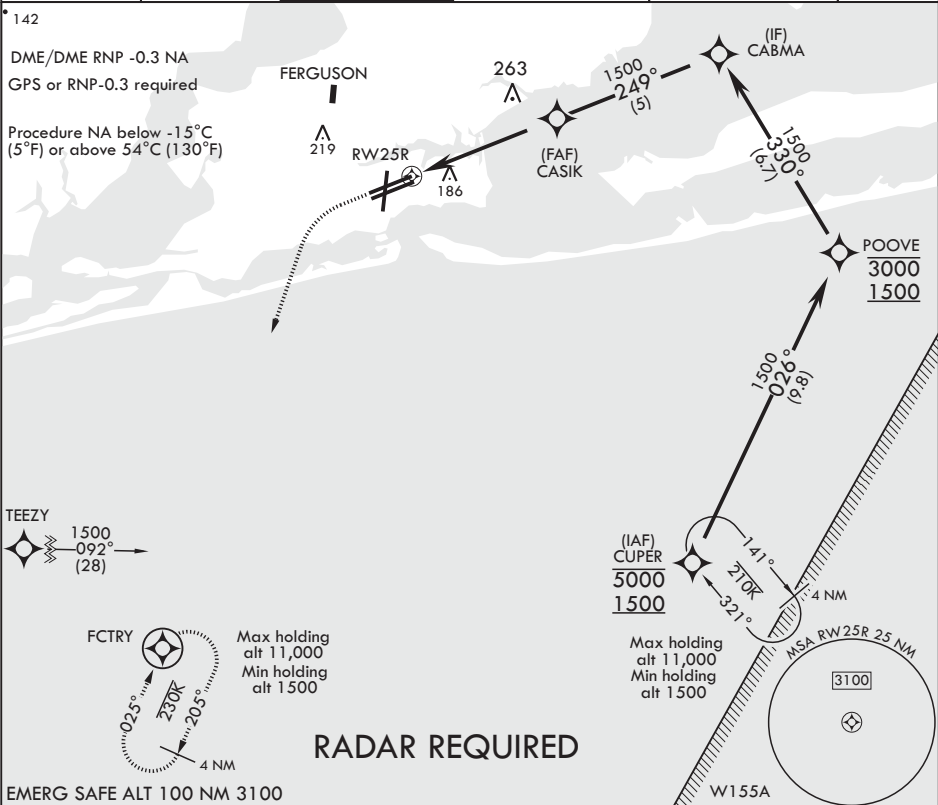 142
DME/DME RNP -0.3 NA
GPS or RNP-0.3 required
Procedure NA below -15°C
(5°F) or above 54°C (130°F)
FERGUSON
219
263
RW25R
186
(FAF)
CASIK
1500
249°
(5)
(IF)
CABMA
1500
330°
(6.7)
POOVE
3000
1500
1500
026°
(9.8)
TEEZY
1500
092°
(28)
(IAF)
CUPER
5000
1500
141°
210K
321°
4 NM
Max holding
alt 11,000
Min holding
alt 1500
FCTRY
025°
230K
205°
4 NM
Max holding
alt 11,000
Min holding
alt 1500
MSA RW25R 25 NM
3100
RADAR REQUIRED
W155A
EMERG SAFE ALT 100 NM 3100